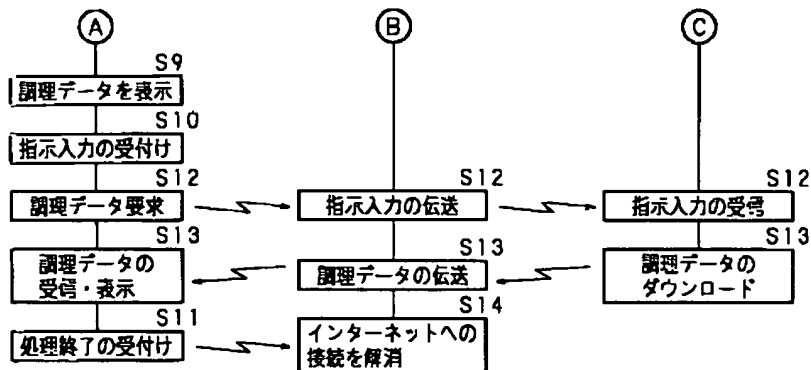 A B C
S9
調理データを表示
S10
指示入力の受付け
S12 S12 S12
調理データ要求 指示入力の伝送 指示入力の受信
S13 S13 S13
調理データの 調理データの伝送 調理データの
受信・表示 ダウンロード
S11 S14
処理終了の受付け インターネットへの
接続を解消